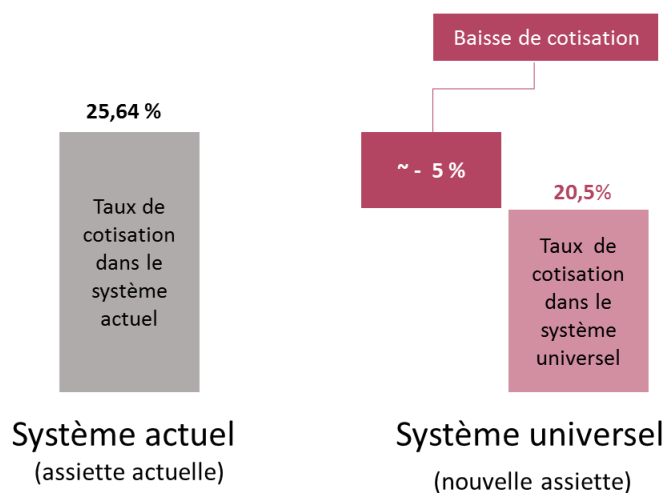 Baisse de cotisation
25,64 %
~ - 5 %
20,5%
Taux de
cotisation
dans le
système
actuel
Taux de
cotisation
dans le
système
universel
Système actuel
(assiette actuelle)
Système universel
(nouvelle assiette)